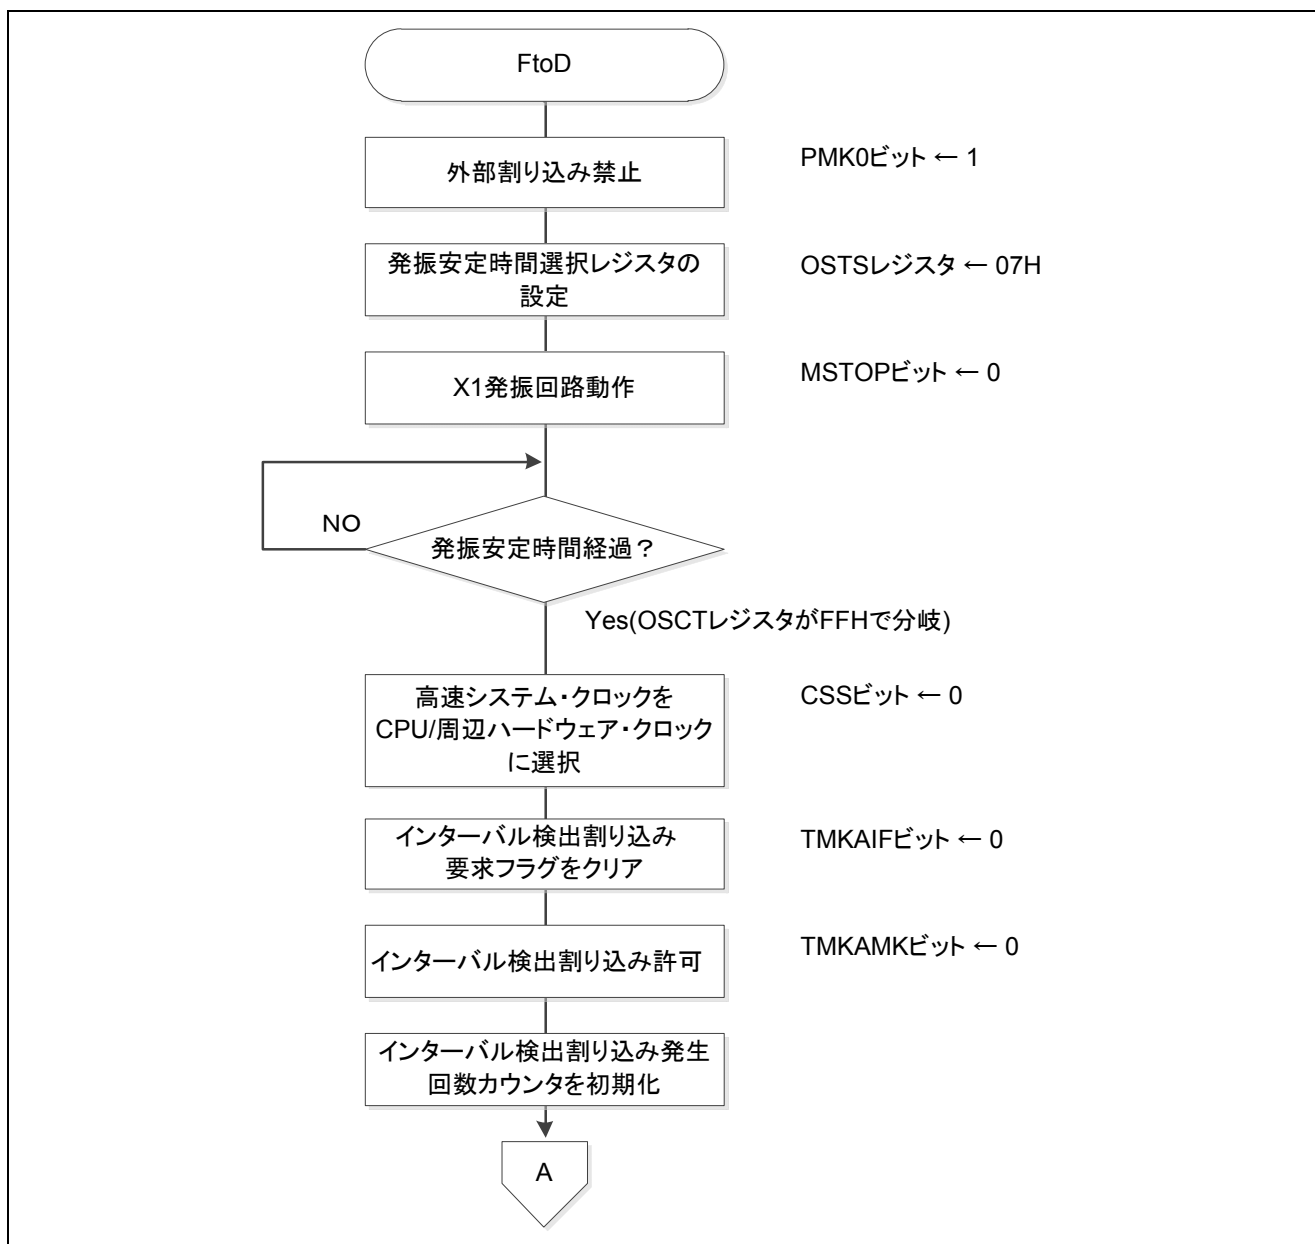 FtoD
外部割り込み禁止
PMK0ビット ← 1
発振安定時間選択レジスタの
設定
OSTSレジスタ ← 07H
X1発振回路動作
MSTOPビット ← 0
NO
発振安定時間経過？
Yes(OSCTレジスタがFFHで分岐)
高速システム・クロックを
CPU/周辺ハードウェア・クロック
に選択
CSSビット ← 0
インターバル検出割り込み
要求フラグをクリア
TMKAIFビット ← 0
インターバル検出割り込み許可
TMKAMKビット ← 0
インターバル検出割り込み発生
回数カウンタを初期化
A